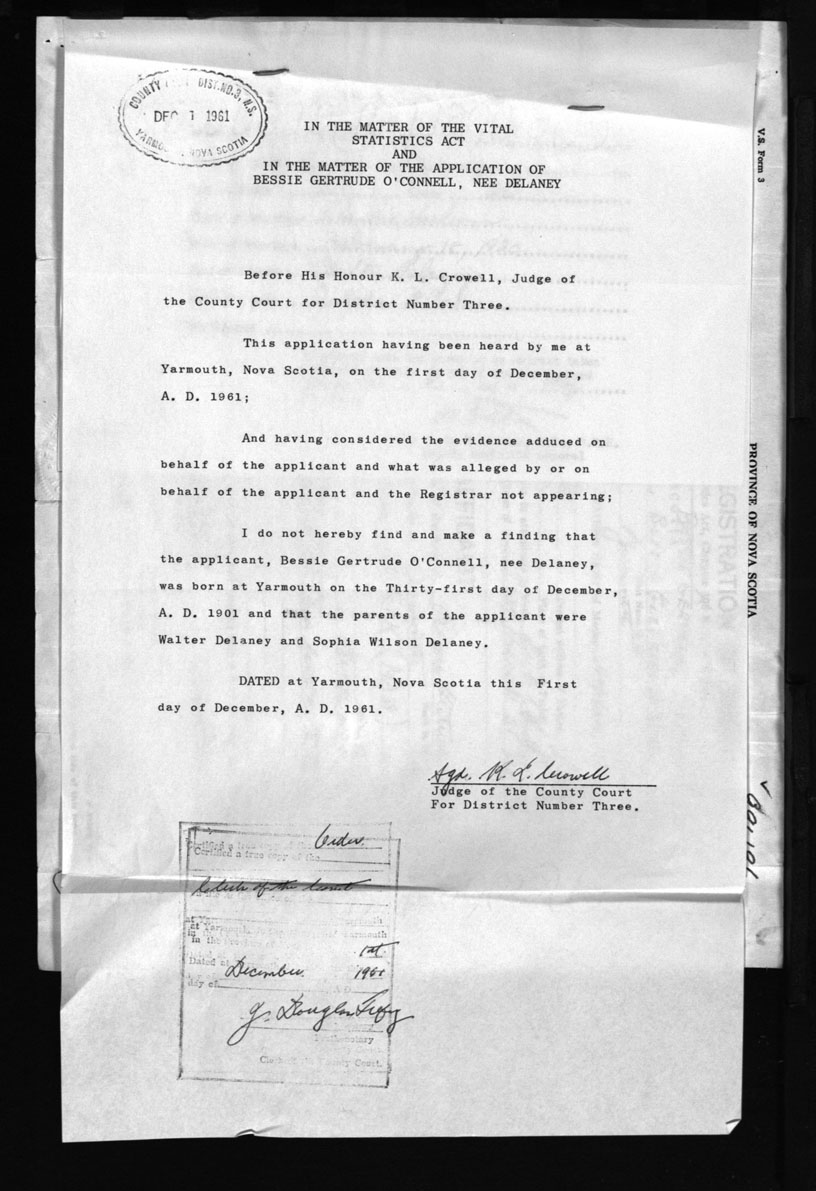 COUNTY DIST. NO. 3, N.S.
DEC 1 1961
YARMO NOVA SCOTIA
IN THE MATTER OF THE VITAL
STATISTICS ACT
AND
IN THE MATTER OF THE APPLICATION OF
BESSIE GERTRUDE O'CONNELL, NEE DELANEY
V.S. Form 3
Before His Honour K. L. Crowell, Judge of
the County Court for District Number Three.
This application having been heard by me at
Yarmouth, Nova Scotia, on the first day of December,
A. D. 1961;
And having considered the evidence adduced on
behalf of the applicant and what was alleged by or on
behalf of the applicant and the Registrar not appearing;
PROVINCE OF NOVA SCOTIA
I do not hereby find and make a finding that
the applicant, Bessie Gertrude O'Connell, nee Delaney,
was born at Yarmouth on the Thirty-first day of December,
A. D. 1901 and that the parents of the applicant were
Walter Delaney and Sophia Wilson Delaney.
DATED at Yarmouth, Nova Scotia this First
day of December, A. D. 1961.
Sgd. K. L. Crowell
Judge of the County Court
For District Number Three.
Certified a true copy of the Order
Clerk of the Court
at Yarmouth
in the
Dated at 1st
day of December 1961
Clerk of the County Court.